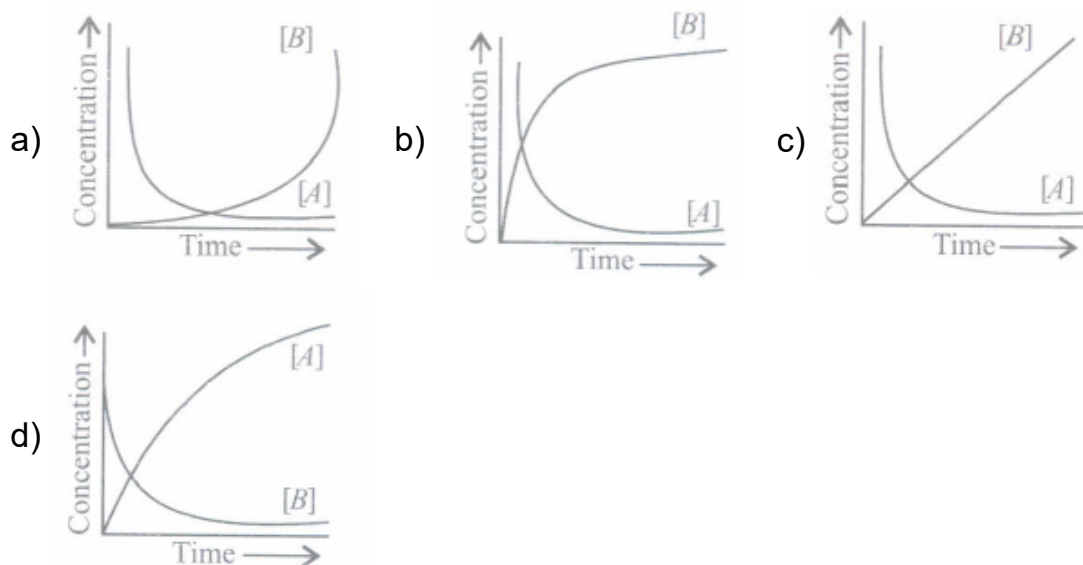 a)
Concentration →
[B]
[A]
Time →
b)
Concentration →
[B]
[A]
Time →
c)
Concentration →
[B]
[A]
Time →
d)
Concentration →
[A]
[B]
Time →